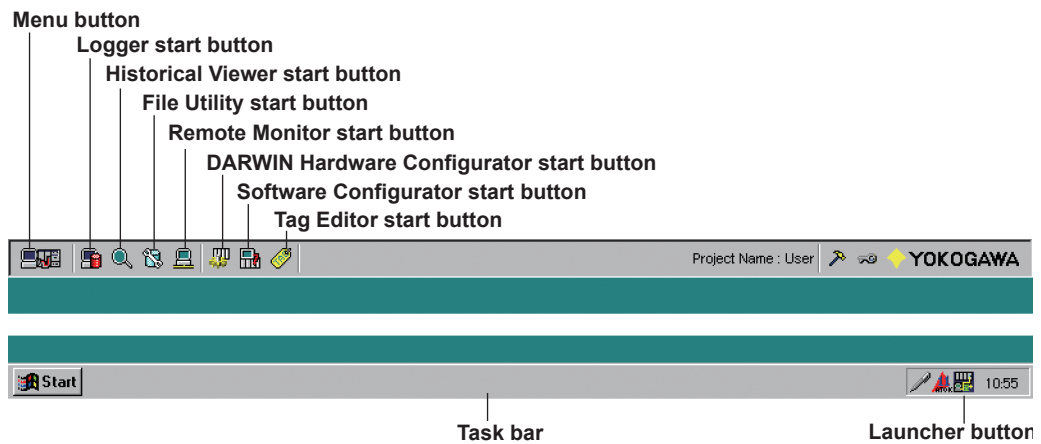 Menu button
Logger start button
Historical Viewer start button
File Utility start button
Remote Monitor start button
DARWIN Hardware Configurator start button
Software Configurator start button
Tag Editor start button
Project Name : User
YOKOGAWA
Start
ATOK
10:55
Task bar
Launcher button